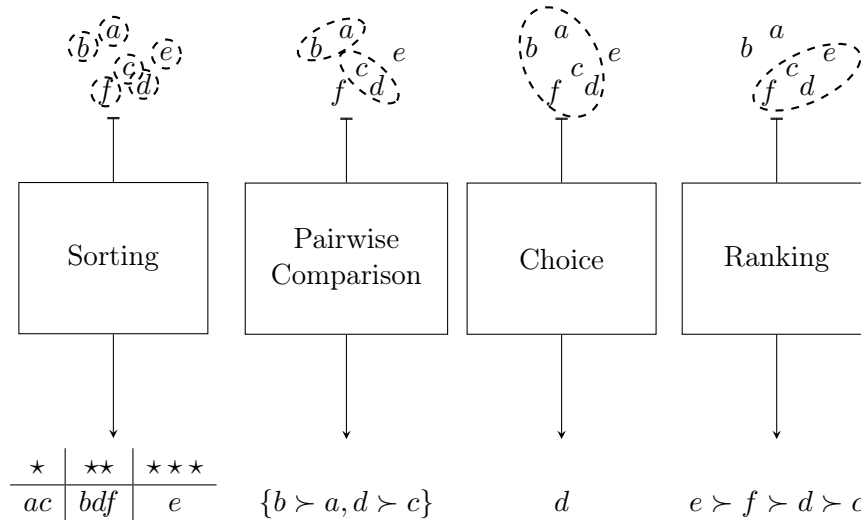 a
b
e
c
f
d
a
b
e
c
d
f
a
b
e
c
f
d
a
b
e
c
f
d
Sorting
Pairwise
Comparison
Choice
Ranking
⋆ ⋆⋆ ⋆⋆⋆
ac bdf e
{b ≻ a, d ≻ c}
d
e ≻ f ≻ d ≻ c